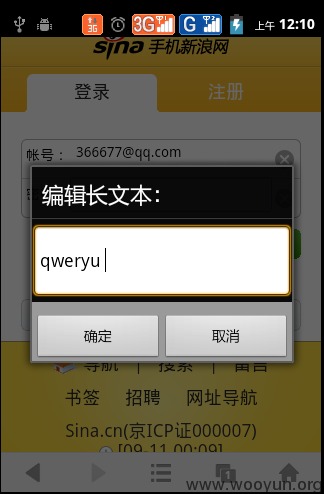 3G
3G
G
上午 12:10
sina 手机新浪网
登录 注册
帐号： 366677@qq.com
编辑长文本：
qweryu
确定 取消
导航 | 搜索 | 留言
书签 招聘 网址导航
Sina.cn(京ICP证000007)
[09-11 00:09]
1
www.wooyun.org